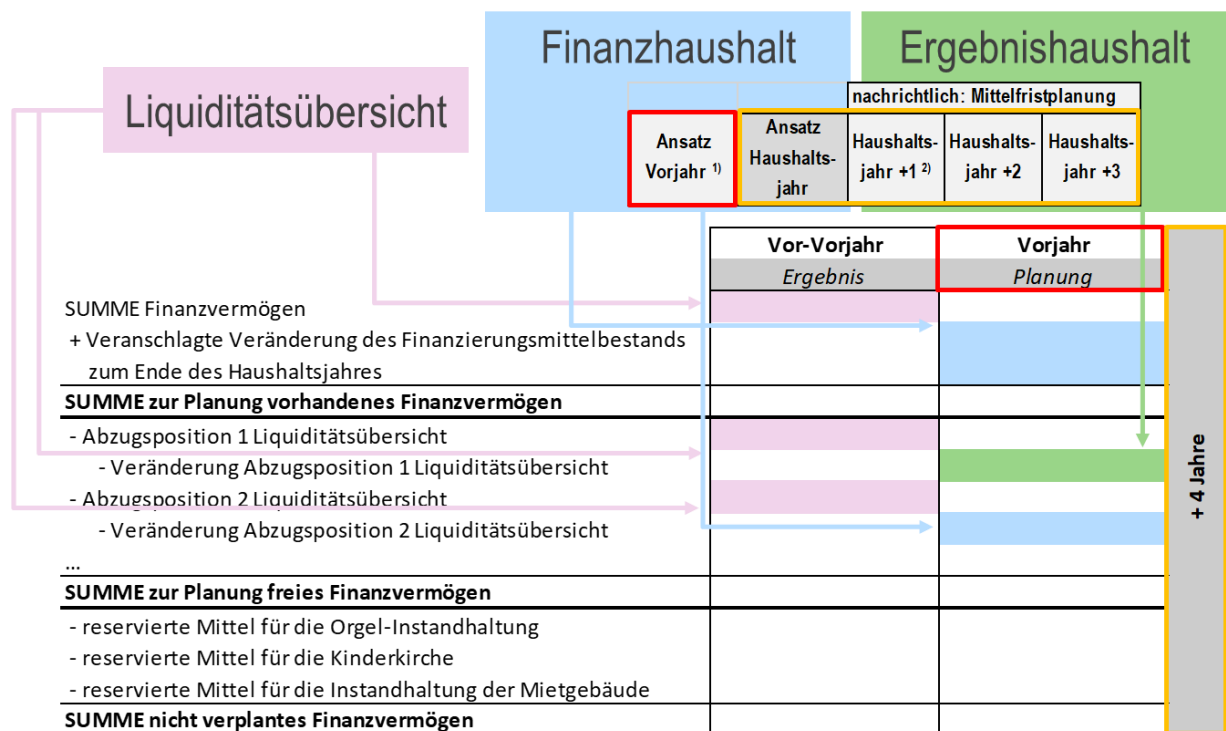 Finanzhaushalt
Ergebnishaushalt
Liquiditätsübersicht
nachrichtlich: Mittelfristplanung
Ansatz
Vorjahr 1)
Ansatz
Haushalts-
jahr
Haushalts-
jahr +1 2)
Haushalts-
jahr +2
Haushalts-
jahr +3
Vor-Vorjahr
Vorjahr
Ergebnis
Planung
SUMME Finanzvermögen
+ Veranschlagte Veränderung des Finanzierungsmittelbestands
zum Ende des Haushaltsjahres
SUMME zur Planung vorhandenes Finanzvermögen
- Abzugsposition 1 Liquiditätsübersicht
- Veränderung Abzugsposition 1 Liquiditätsübersicht
- Abzugsposition 2 Liquiditätsübersicht
- Veränderung Abzugsposition 2 Liquiditätsübersicht
...
SUMME zur Planung freies Finanzvermögen
- reservierte Mittel für die Orgel-Instandhaltung
- reservierte Mittel für die Kinderkirche
- reservierte Mittel für die Instandhaltung der Mietgebäude
SUMME nicht verplantes Finanzvermögen
+ 4 Jahre